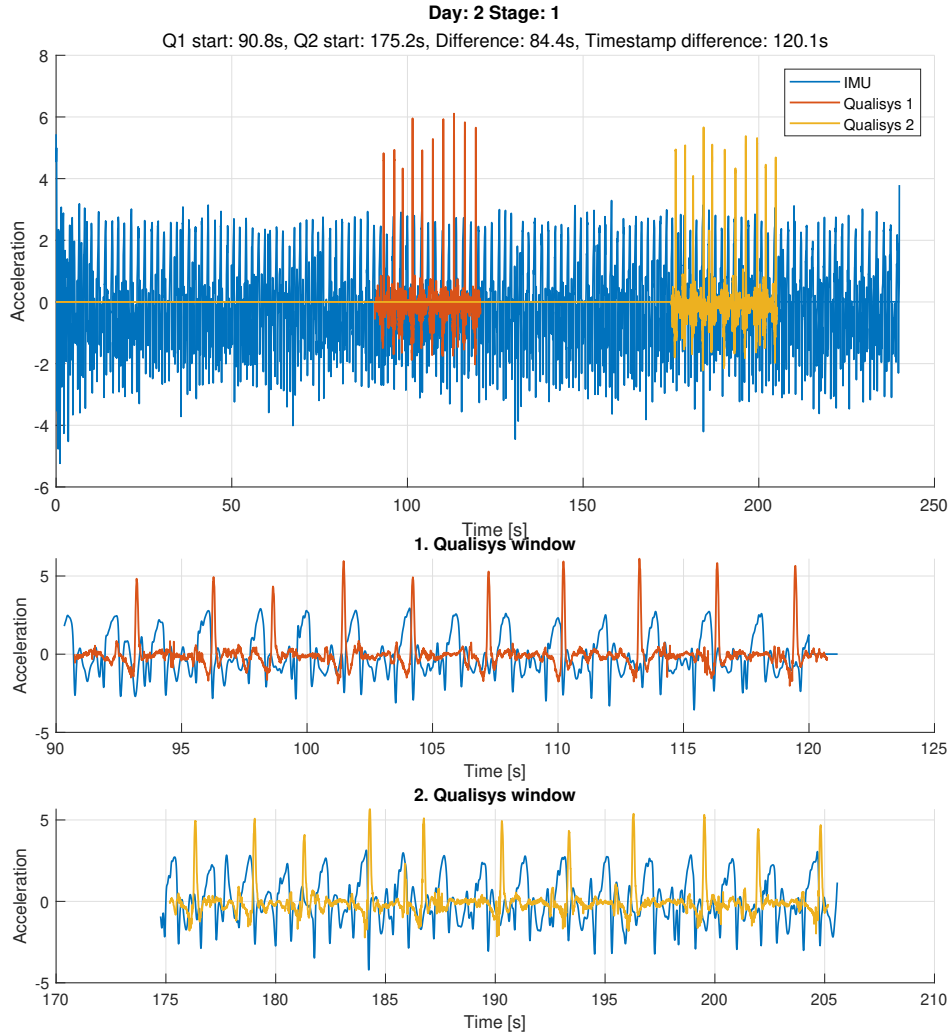 Day: 2 Stage: 1
Q1 start: 90.8s, Q2 start: 175.2s, Difference: 84.4s, Timestamp difference: 120.1s
8
6
4
2
0
-2
-4
-6
Acceleration
IMU
Qualisys 1
Qualisys 2
0 50 100 150 200 250
Time [s]
1. Qualisys window
5
0
-5
Acceleration
90 95 100 105 110 115 120 125
Time [s]
2. Qualisys window
5
0
-5
Acceleration
170 175 180 185 190 195 200 205 210
Time [s]